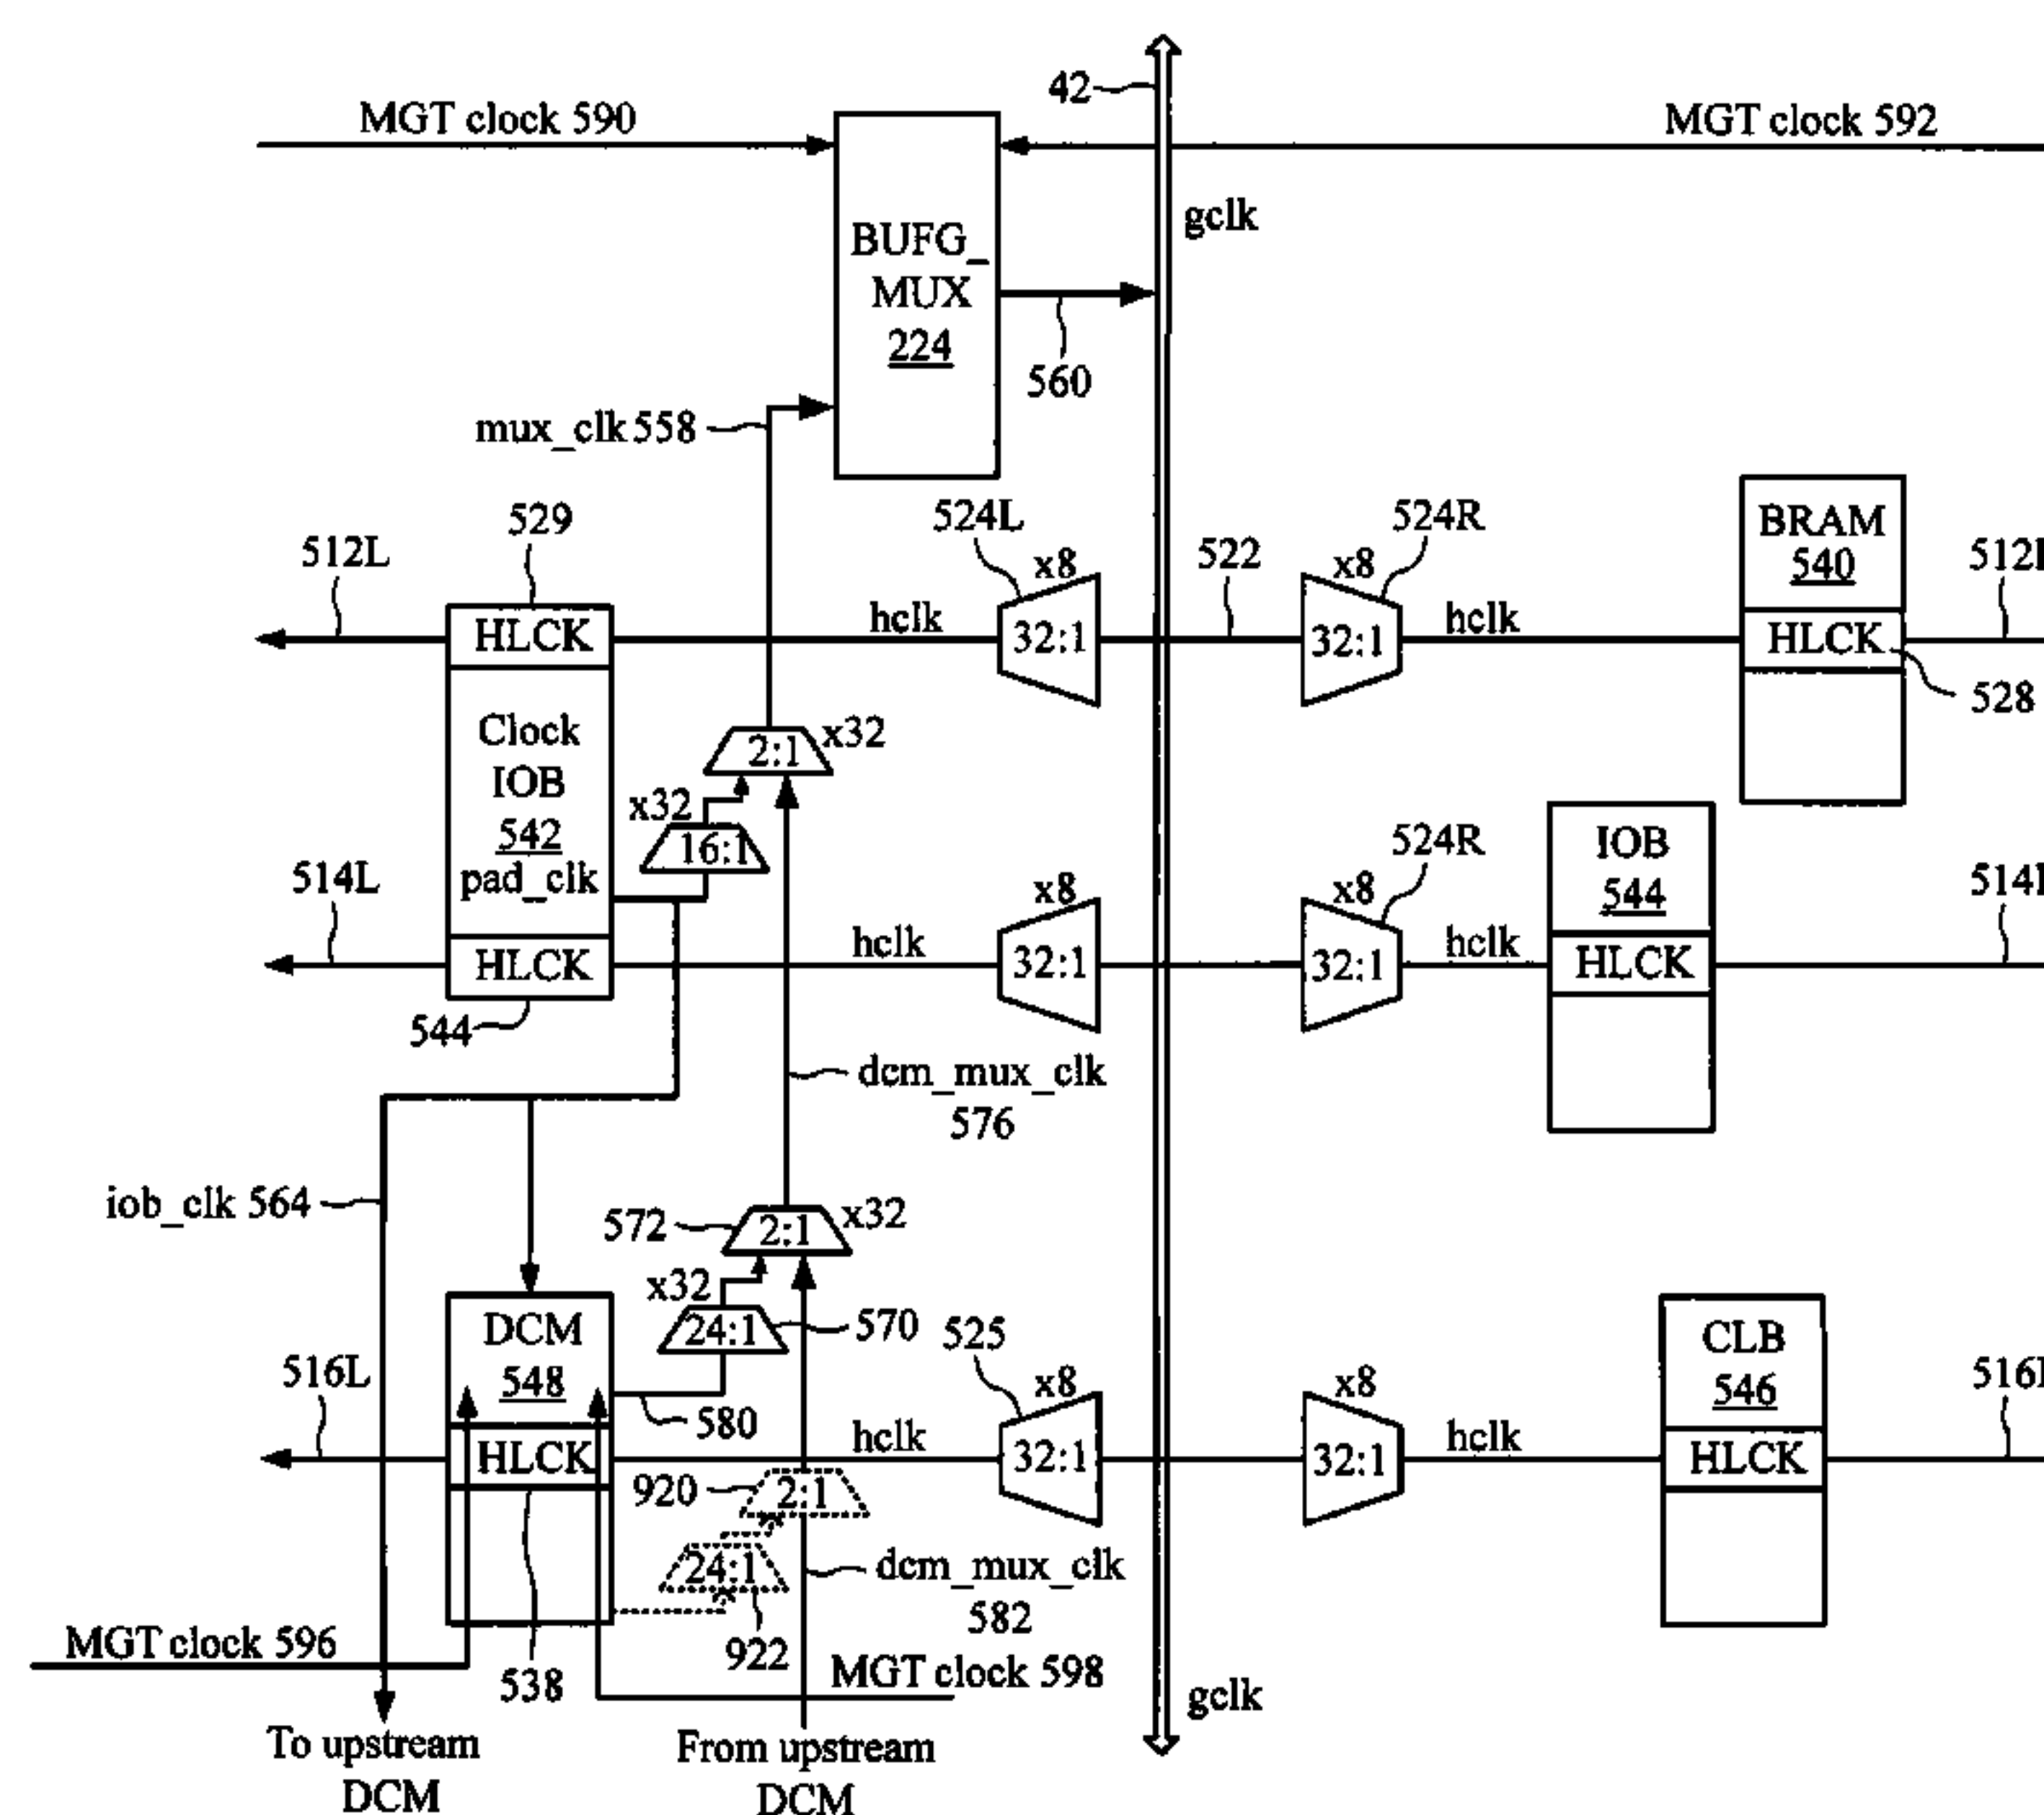 42
MGT clock 590
MGT clock 592
gclk
BUFG_
MUX
224
560
mux_clk 558
529
524L
524R
512L
x8
522
x8
BRAM
540
HLCK
hclk
32:1
32:1
hclk
HLCK
528
Clock
IOB
542
pad_clk
2:1
x32
x32
16:1
524R
514L
x8
x8
IOB
544
HLCK
hclk
32:1
32:1
hclk
HLCK
544
dcm_mux_clk
576
iob_clk 564
572
2:1
x32
x32
24:1
570
525
DCM
548
516L
x8
x8
CLB
546
580
HLCK
hclk
32:1
32:1
hclk
HLCK
920
2:1
24:1
dcm_mux_clk
582
922
MGT clock 596
538
MGT clock 598
gclk
To upstream
DCM
From upstream
DCM